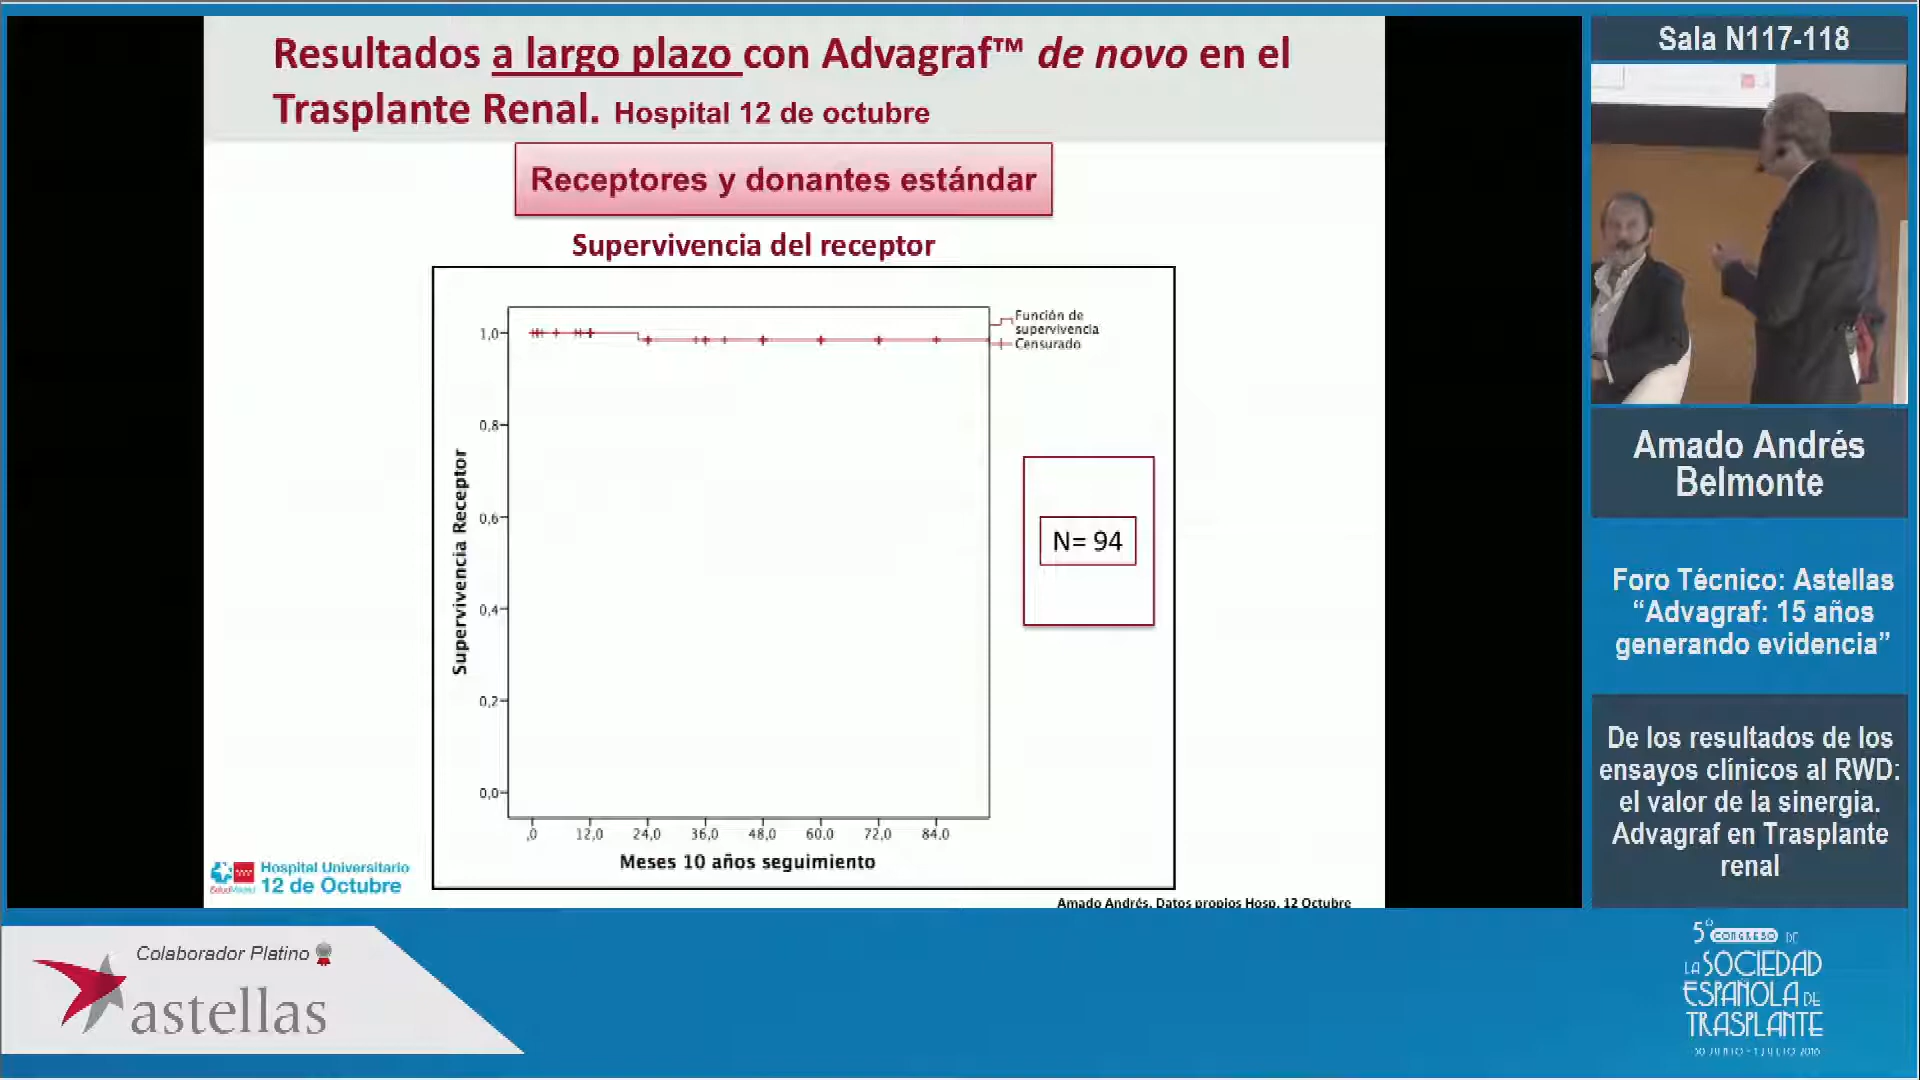 Resultados a largo plazo con Advagraf™ de novo en el
Trasplante Renal. Hospital 12 de octubre
Receptores y donantes estándar
Supervivencia del receptor
Función de
supervivencia
Censurado
1,0
0,8
0,6
0,4
0,2
0,0
Supervivencia Receptor
,0 12,0 24,0 36,0 48,0 60,0 72,0 84,0
Meses 10 años seguimiento
N= 94
Hospital Universitario
12 de Octubre
SaludMadrid
Amado Andrés. Datos propios Hosp. 12 Octubre
Sala N117-118
Amado Andrés
Belmonte
Foro Técnico: Astellas
“Advagraf: 15 años
generando evidencia”
De los resultados de los
ensayos clínicos al RWD:
el valor de la sinergia.
Advagraf en Trasplante
renal
Colaborador Platino
astellas
5º CONGRESO DE
LA SOCIEDAD
ESPAÑOLA DE
TRASPLANTE
30 JUNIO - 1 JULIO 2016